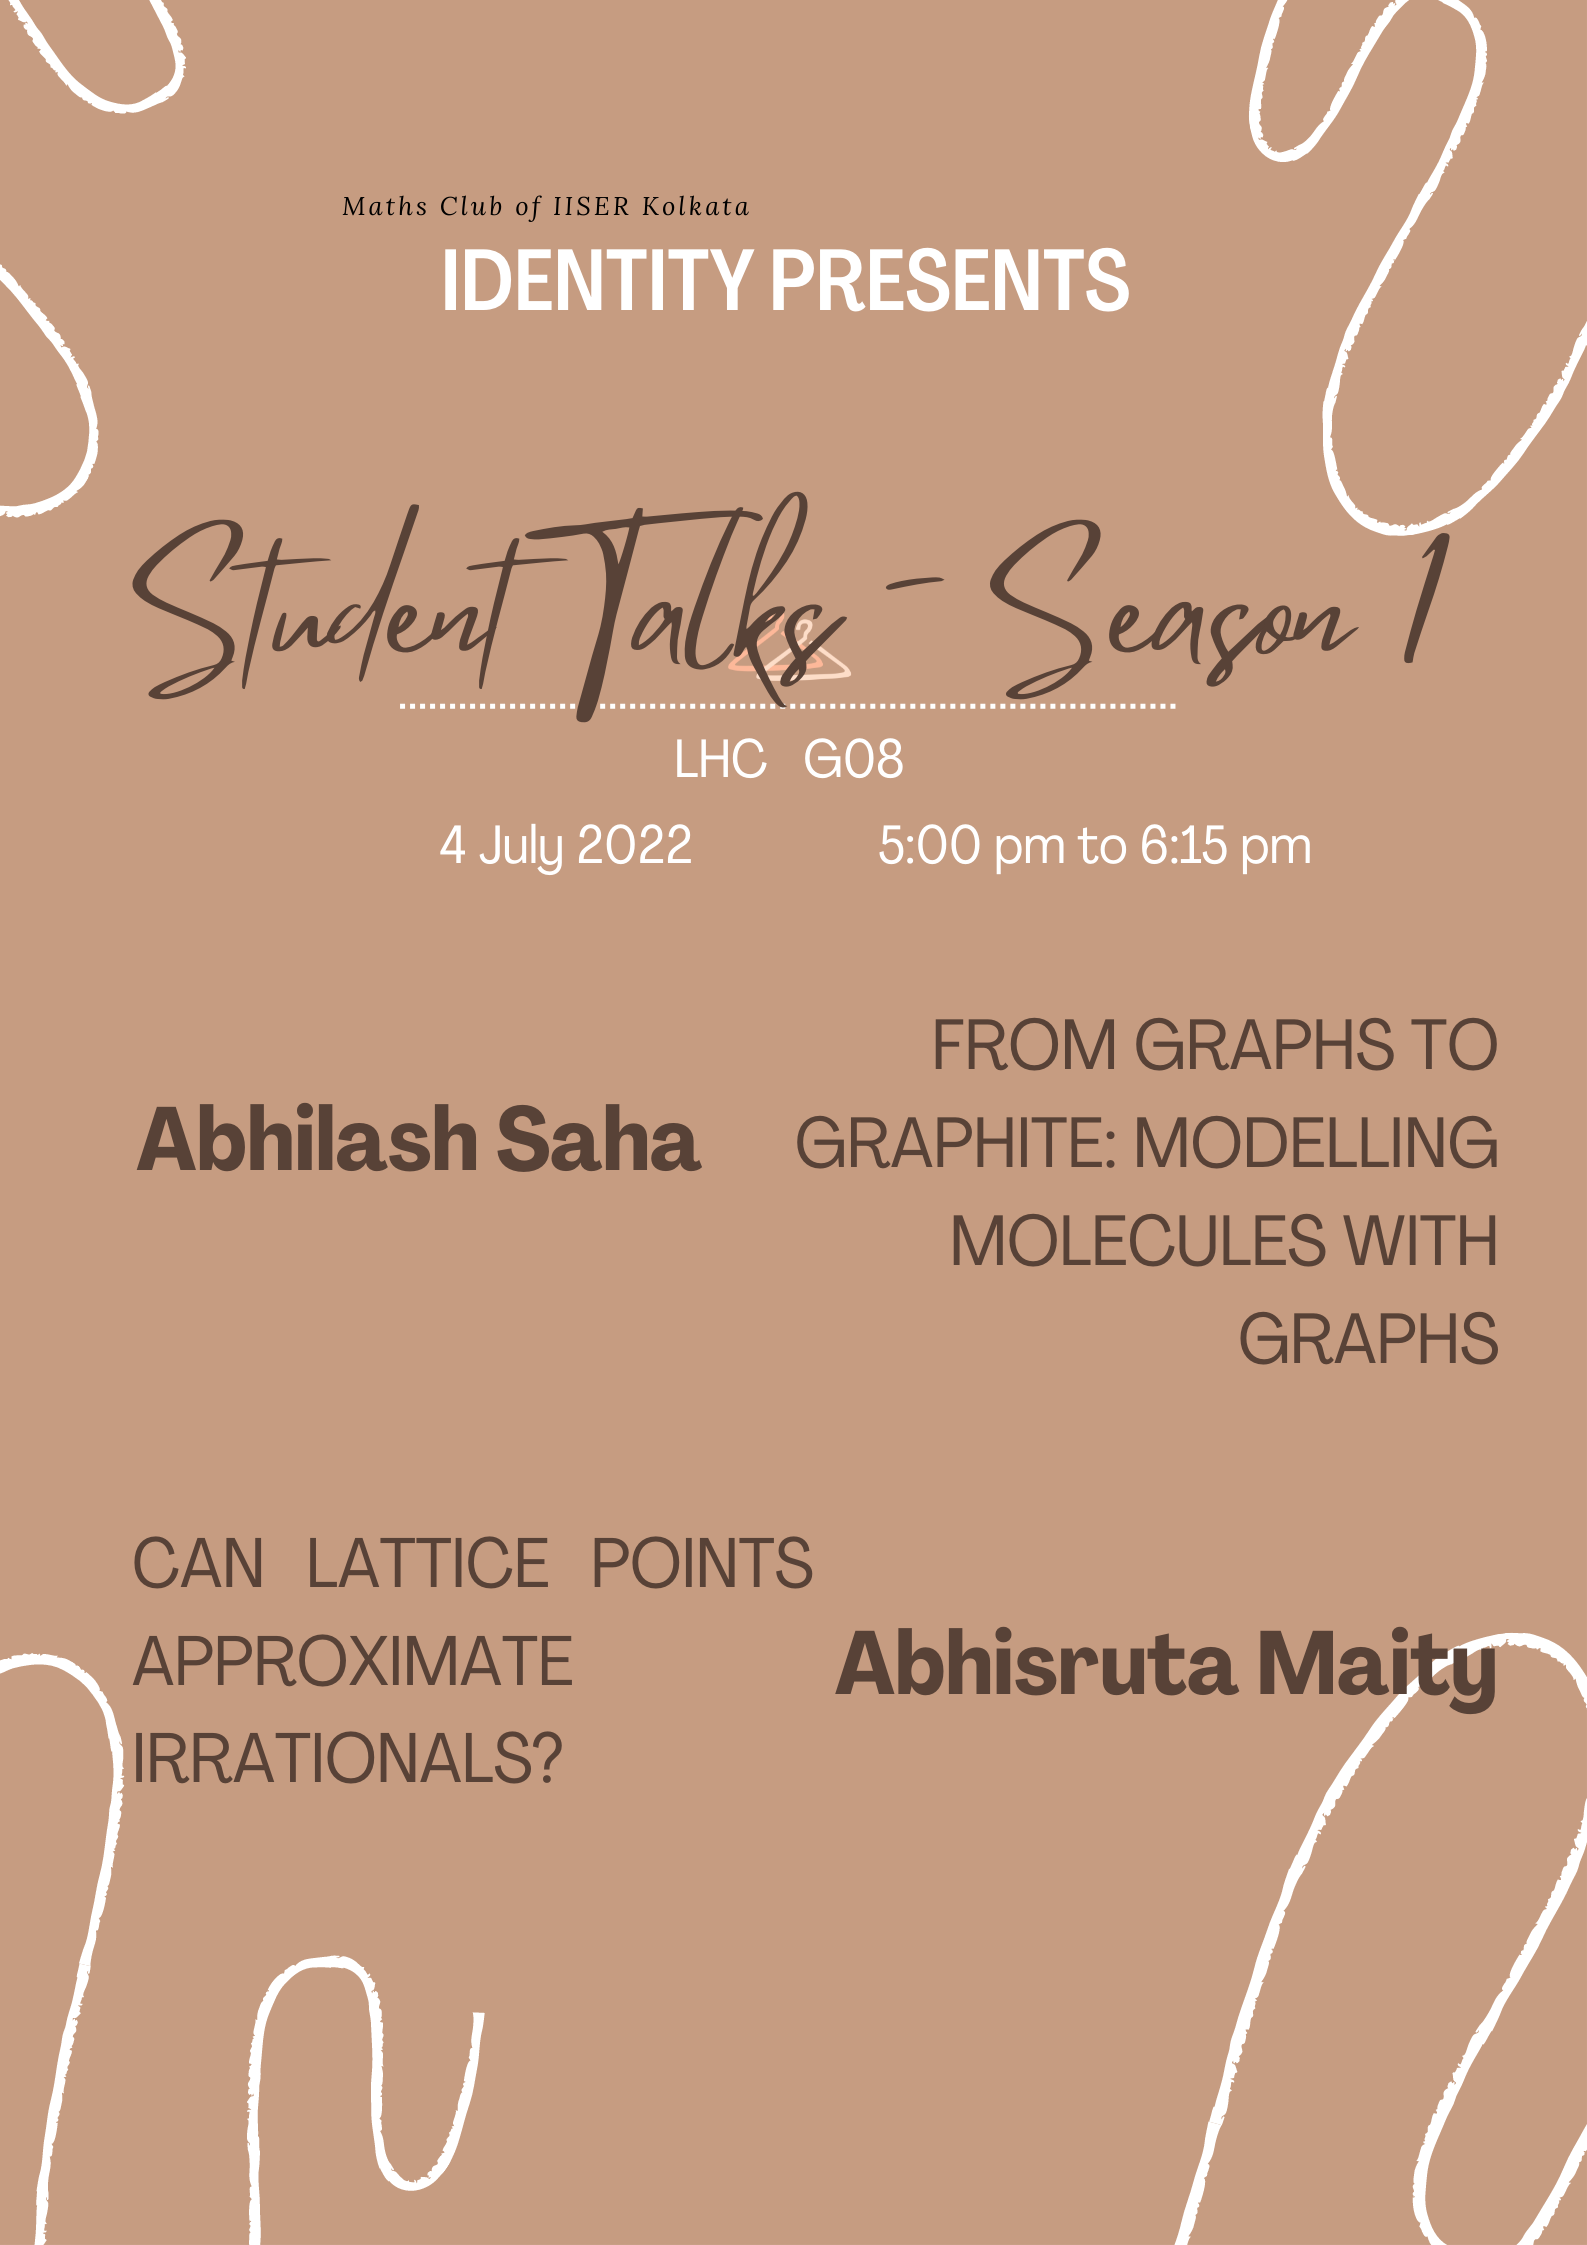 Maths Club of IISER Kolkata
IDENTITY PRESENTS
Student Talks - Season 1
LHC G08
4 July 2022 5:00 pm to 6:15 pm
Abhilash Saha
FROM GRAPHS TO
GRAPHITE: MODELLING
MOLECULES WITH
GRAPHS
CAN LATTICE POINTS
APPROXIMATE
IRRATIONALS?
Abhisruta Maity